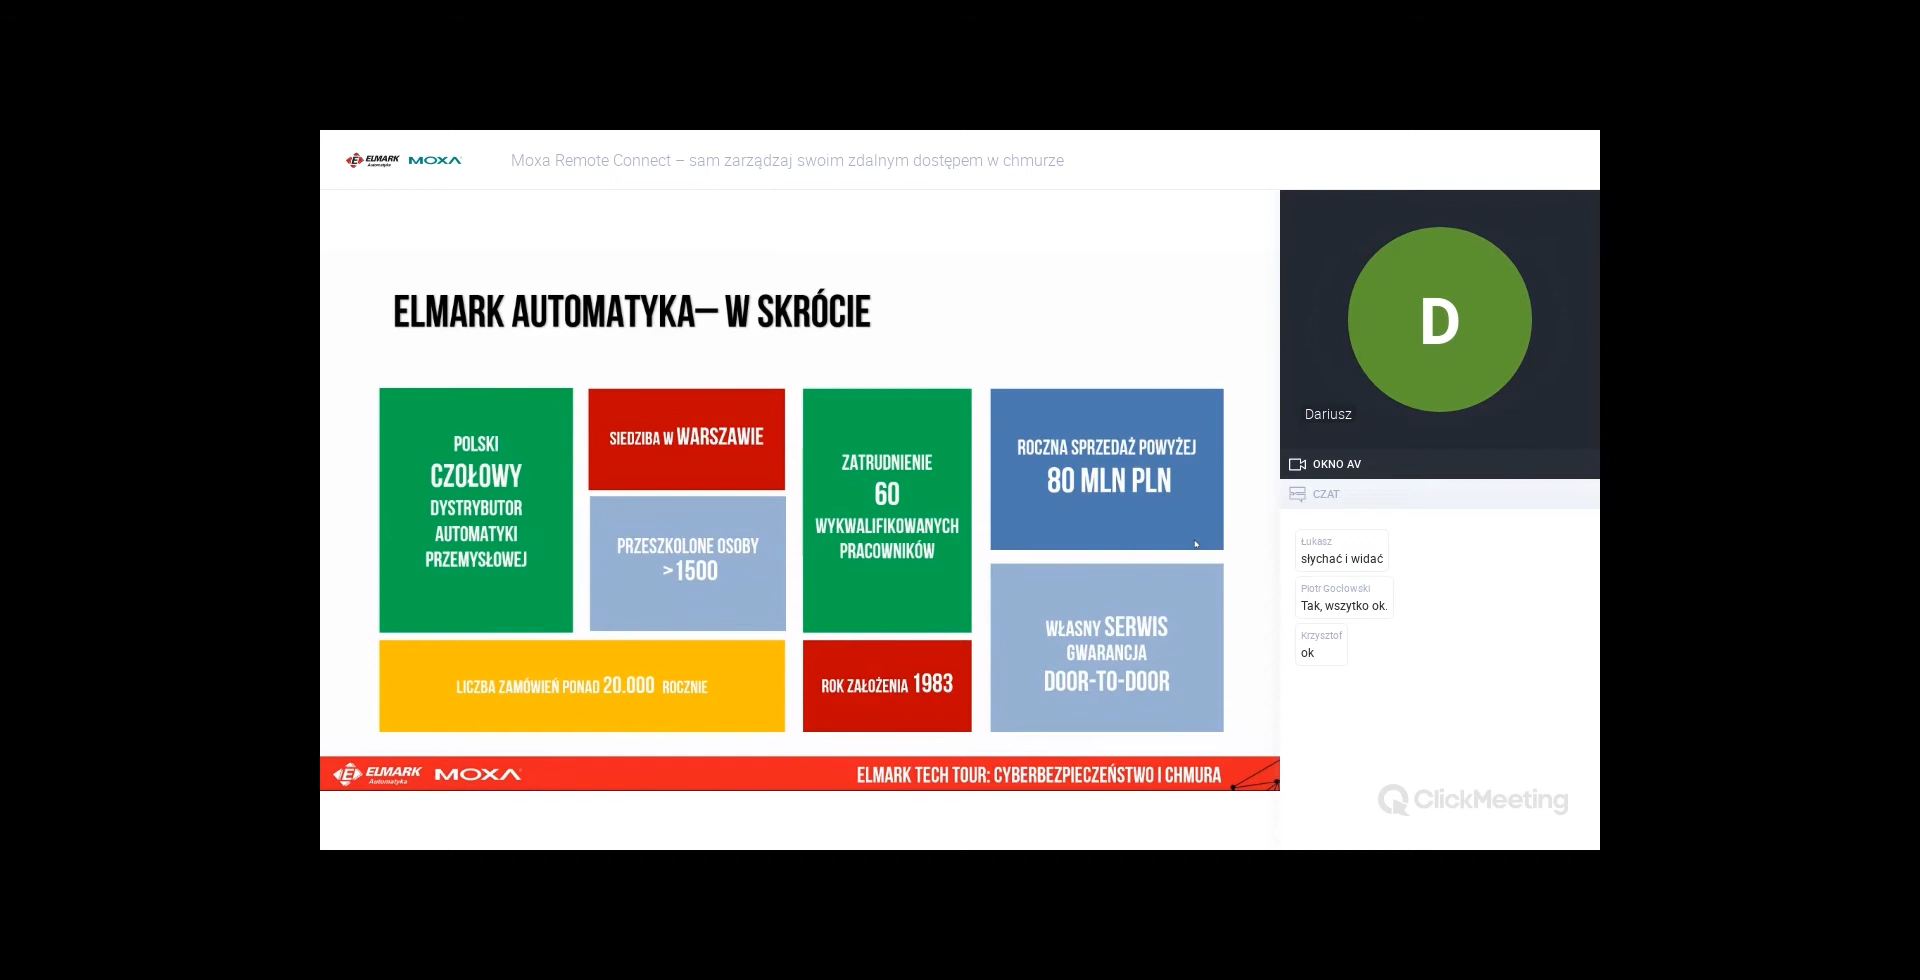 ELMARK Automatyka MOXA
Moxa Remote Connect – sam zarządzaj swoim zdalnym dostępem w chmurze
ELMARK AUTOMATYKA– W SKRÓCIE
POLSKI
CZOŁOWY
DYSTRYBUTOR
AUTOMATYKI
PRZEMYSŁOWEJ
SIEDZIBA W WARSZAWIE
PRZESZKOLONE OSOBY
>1500
ZATRUDNIENIE
60
WYKWALIFIKOWANYCH
PRACOWNIKÓW
ROCZNA SPRZEDAŻ POWYŻEJ
80 MLN PLN
WŁASNY SERWIS
GWARANCJA
DOOR-TO-DOOR
LICZBA ZAMÓWIEŃ PONAD 20.000 ROCZNIE
ROK ZAŁOŻENIA 1983
ELMARK Automatyka MOXA
ELMARK TECH TOUR: CYBERBEZPIECZEŃSTWO I CHMURA
D
Dariusz
OKNO AV
CZAT
Łukasz
słychać i widać
Piotr Gocłowski
Tak, wszytko ok.
Krzysztof
ok
ClickMeeting